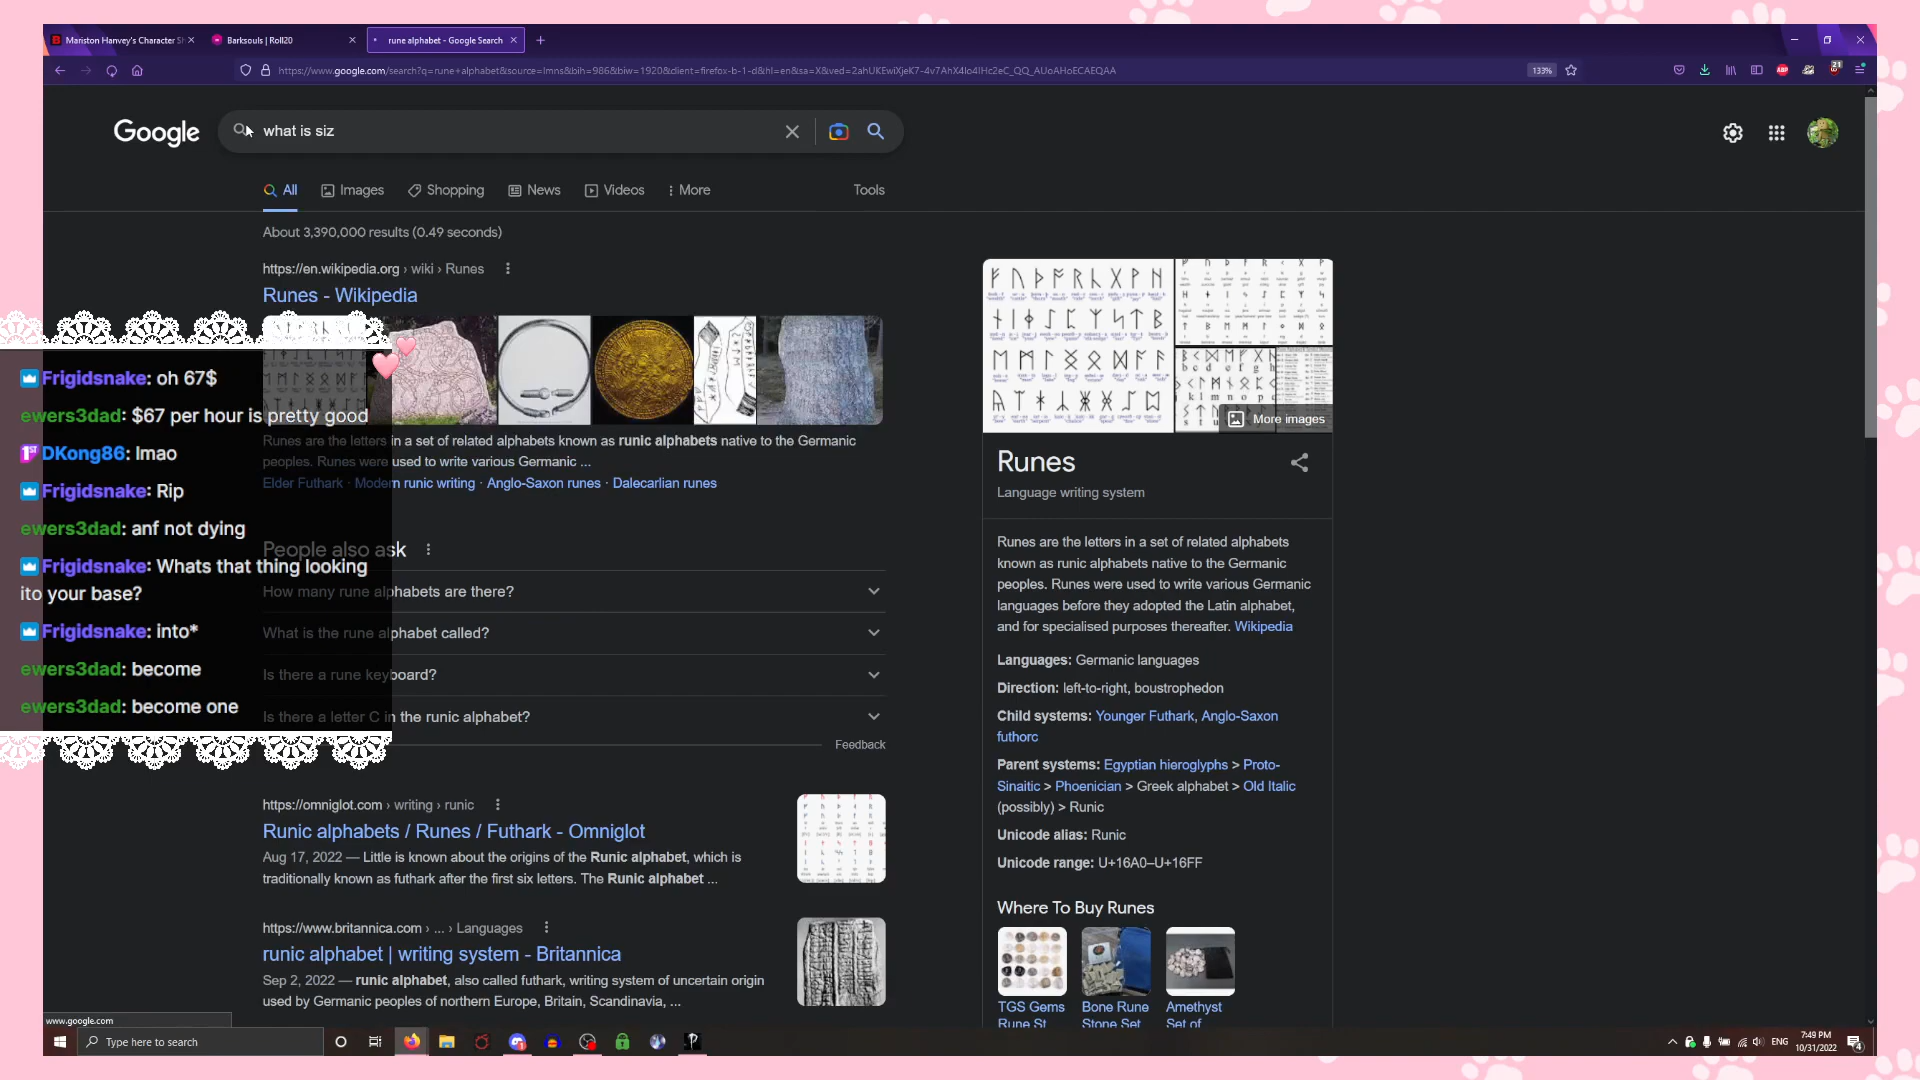 Mariston Hanvey's Character S
Barksouls | Roll20
rune alphabet - Google Search
https://www.google.com/search?q=rune+alphabet&source=lmns&bih=986&biw=1920&client=firefox-b-1-d&hl=en&sa=X&ved=2ahUKEwiXjeK7-4v7AhX4lo4IHc2eC_QQ_AUoAHoECAEQAA
133%
21
Google
what is siz
All
Images
Shopping
News
Videos
More
Tools
About 3,390,000 results (0.49 seconds)
https://en.wikipedia.org › wiki › Runes
Runes - Wikipedia
Runes are the letters in a set of related alphabets known as runic alphabets native to the Germanic
peoples. Runes were used to write various Germanic ...
Elder Futhark · Modern runic writing · Anglo-Saxon runes · Dalecarlian runes
People also ask
How many rune alphabets are there?
What is the rune alphabet called?
Is there a rune keyboard?
Is there a letter C in the runic alphabet?
Feedback
https://omniglot.com › writing › runic
Runic alphabets / Runes / Futhark - Omniglot
Aug 17, 2022 — Little is known about the origins of the Runic alphabet, which is
traditionally known as futhark after the first six letters. The Runic alphabet ...
https://www.britannica.com › ... › Languages
runic alphabet | writing system - Britannica
Sep 2, 2022 — runic alphabet, also called futhark, writing system of uncertain origin
used by Germanic peoples of northern Europe, Britain, Scandinavia, ...
Frigidsnake: oh 67$
ewers3dad: $67 per hour is pretty good
1ST DKong86: lmao
Frigidsnake: Rip
ewers3dad: anf not dying
Frigidsnake: Whats that thing looking
ito your base?
Frigidsnake: into*
ewers3dad: become
ewers3dad: become one
More images
Runes
Language writing system
Runes are the letters in a set of related alphabets
known as runic alphabets native to the Germanic
peoples. Runes were used to write various Germanic
languages before they adopted the Latin alphabet,
and for specialised purposes thereafter. Wikipedia
Languages: Germanic languages
Direction: left-to-right, boustrophedon
Child systems: Younger Futhark, Anglo-Saxon
futhorc
Parent systems: Egyptian hieroglyphs > Proto-
Sinaitic > Phoenician > Greek alphabet > Old Italic
(possibly) > Runic
Unicode alias: Runic
Unicode range: U+16A0–U+16FF
Where To Buy Runes
TGS Gems
Rune St
Bone Rune
Stone Set
Amethyst
Set of
www.google.com
Type here to search
ENG
7:49 PM
10/31/2022
4